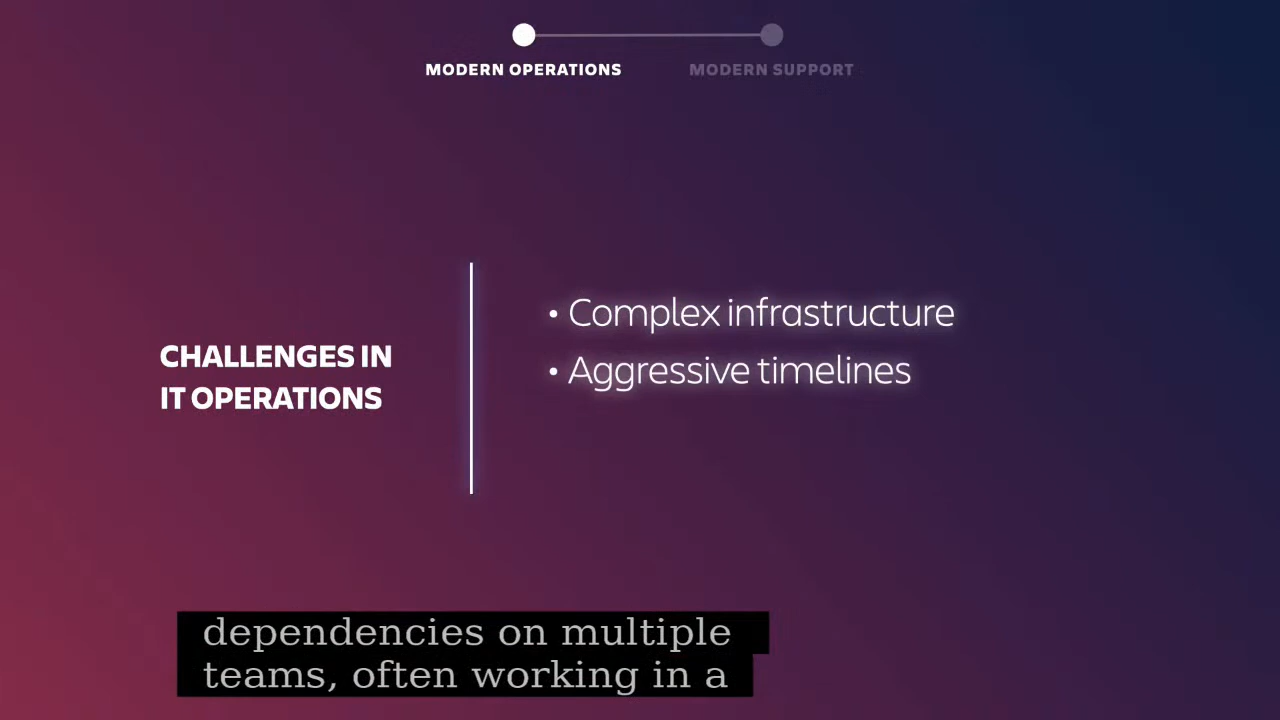 MODERN OPERATIONS
MODERN SUPPORT
CHALLENGES IN
IT OPERATIONS
• Complex infrastructure
• Aggressive timelines
dependencies on multiple
teams, often working in a